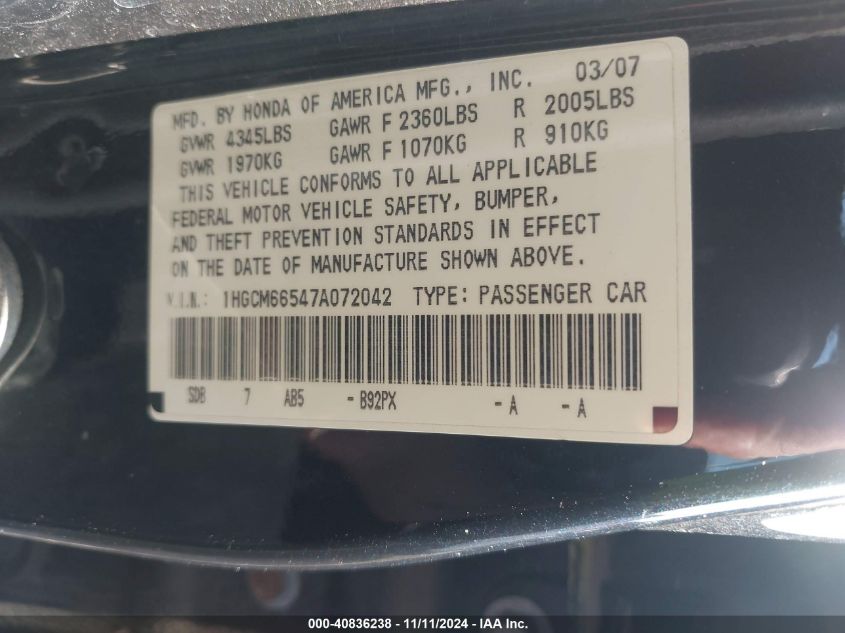 MFD. BY HONDA OF AMERICA MFG., INC. 03/07
GVWR 4345LBS GAWR F 2360LBS R 2005LBS
GVWR 1970KG GAWR F 1070KG R 910KG
THIS VEHICLE CONFORMS TO ALL APPLICABLE
FEDERAL MOTOR VEHICLE SAFETY, BUMPER,
AND THEFT PREVENTION STANDARDS IN EFFECT
ON THE DATE OF MANUFACTURE SHOWN ABOVE.
V.I.N.: 1HGCM66547A072042 TYPE: PASSENGER CAR
SDB 7 AB5 - B92PX - A - A
000-40836238 - 11/11/2024 - IAA Inc.